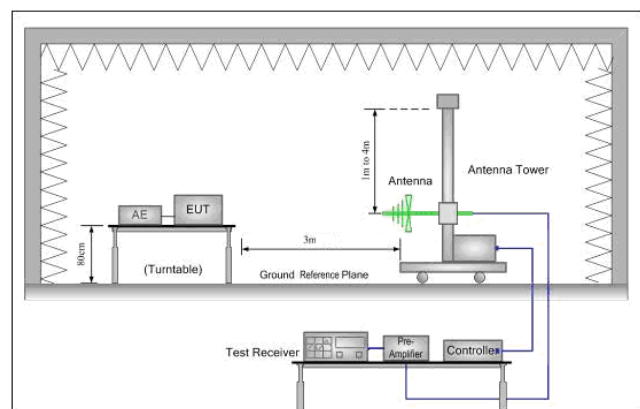 1m to 4m
Antenna
Antenna Tower
AE
EUT
3m
80cm
(Turntable)
Ground Reference Plane
Test Receiver
Pre-
Amplifier
Controller